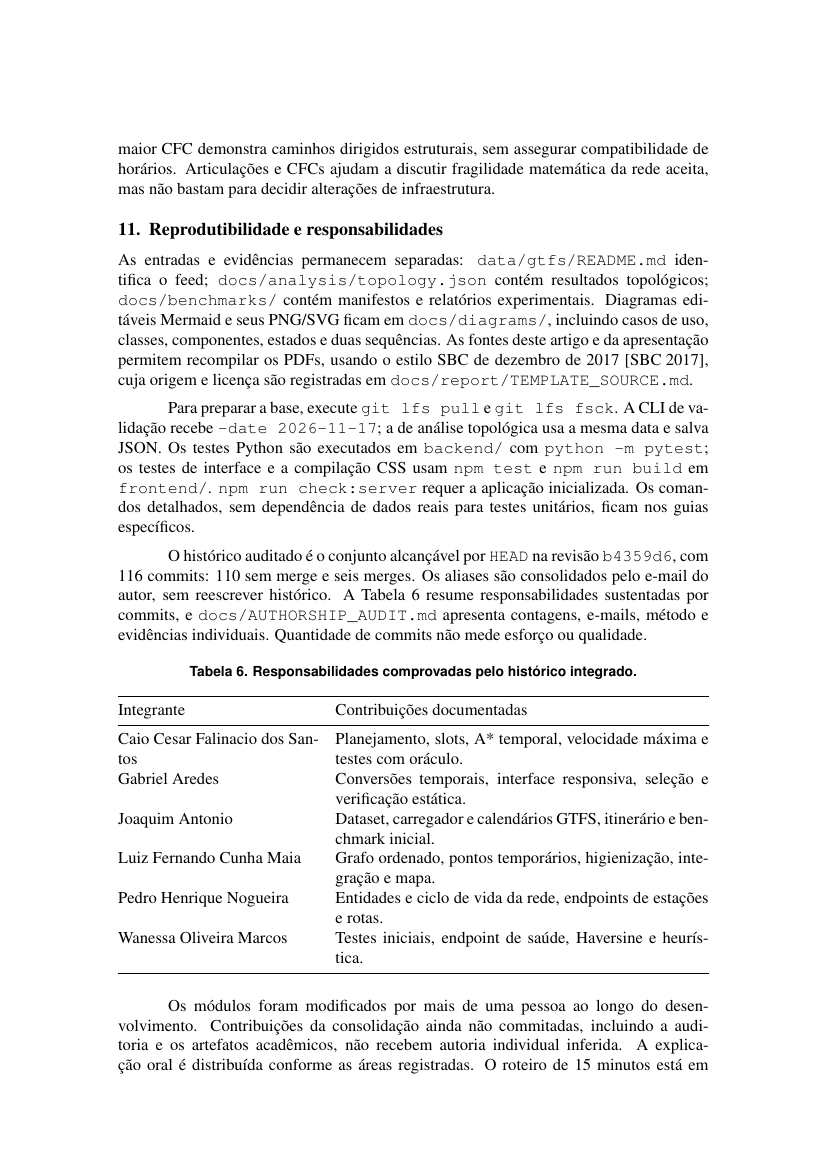 maior CFC demonstra caminhos dirigidos estruturais, sem assegurar compatibilidade de
horários. Articulações e CFCs ajudam a discutir fragilidade matemática da rede aceita,
mas não bastam para decidir alterações de infraestrutura.
11. Reprodutibilidade e responsabilidades
As entradas e evidências permanecem separadas: data/gtfs/README.md iden-
tifica o feed; docs/analysis/topology.json contém resultados topológicos;
docs/benchmarks/ contém manifestos e relatórios experimentais. Diagramas edi-
táveis Mermaid e seus PNG/SVG ficam em docs/diagrams/, incluindo casos de uso,
classes, componentes, estados e duas sequências. As fontes deste artigo e da apresentação
permitem recompilar os PDFs, usando o estilo SBC de dezembro de 2017 [SBC 2017],
cuja origem e licença são registradas em docs/report/TEMPLATE_SOURCE.md.
Para preparar a base, execute git lfs pull e git lfs fsck. A CLI de va-
lidação recebe -date 2026-11-17; a de análise topológica usa a mesma data e salva
JSON. Os testes Python são executados em backend/ com python -m pytest;
os testes de interface e a compilação CSS usam npm test e npm run build em
frontend/. npm run check:server requer a aplicação inicializada. Os coman-
dos detalhados, sem dependência de dados reais para testes unitários, ficam nos guias
específicos.
O histórico auditado é o conjunto alcançável por HEAD na revisão b4359d6, com
116 commits: 110 sem merge e seis merges. Os aliases são consolidados pelo e-mail do
autor, sem reescrever histórico. A Tabela 6 resume responsabilidades sustentadas por
commits, e docs/AUTHORSHIP_AUDIT.md apresenta contagens, e-mails, método e
evidências individuais. Quantidade de commits não mede esforço ou qualidade.
Tabela 6. Responsabilidades comprovadas pelo histórico integrado.
Integrante Contribuições documentadas
Caio Cesar Falinacio dos San- Planejamento, slots, A* temporal, velocidade máxima e
tos testes com oráculo.
Gabriel Aredes Conversões temporais, interface responsiva, seleção e
verificação estática.
Joaquim Antonio Dataset, carregador e calendários GTFS, itinerário e ben-
chmark inicial.
Luiz Fernando Cunha Maia Grafo ordenado, pontos temporários, higienização, inte-
gração e mapa.
Pedro Henrique Nogueira Entidades e ciclo de vida da rede, endpoints de estações
e rotas.
Wanessa Oliveira Marcos Testes iniciais, endpoint de saúde, Haversine e heurís-
tica.
Os módulos foram modificados por mais de uma pessoa ao longo do desen-
volvimento. Contribuições da consolidação ainda não commitadas, incluindo a audi-
toria e os artefatos acadêmicos, não recebem autoria individual inferida. A explica-
ção oral é distribuída conforme as áreas registradas. O roteiro de 15 minutos está em